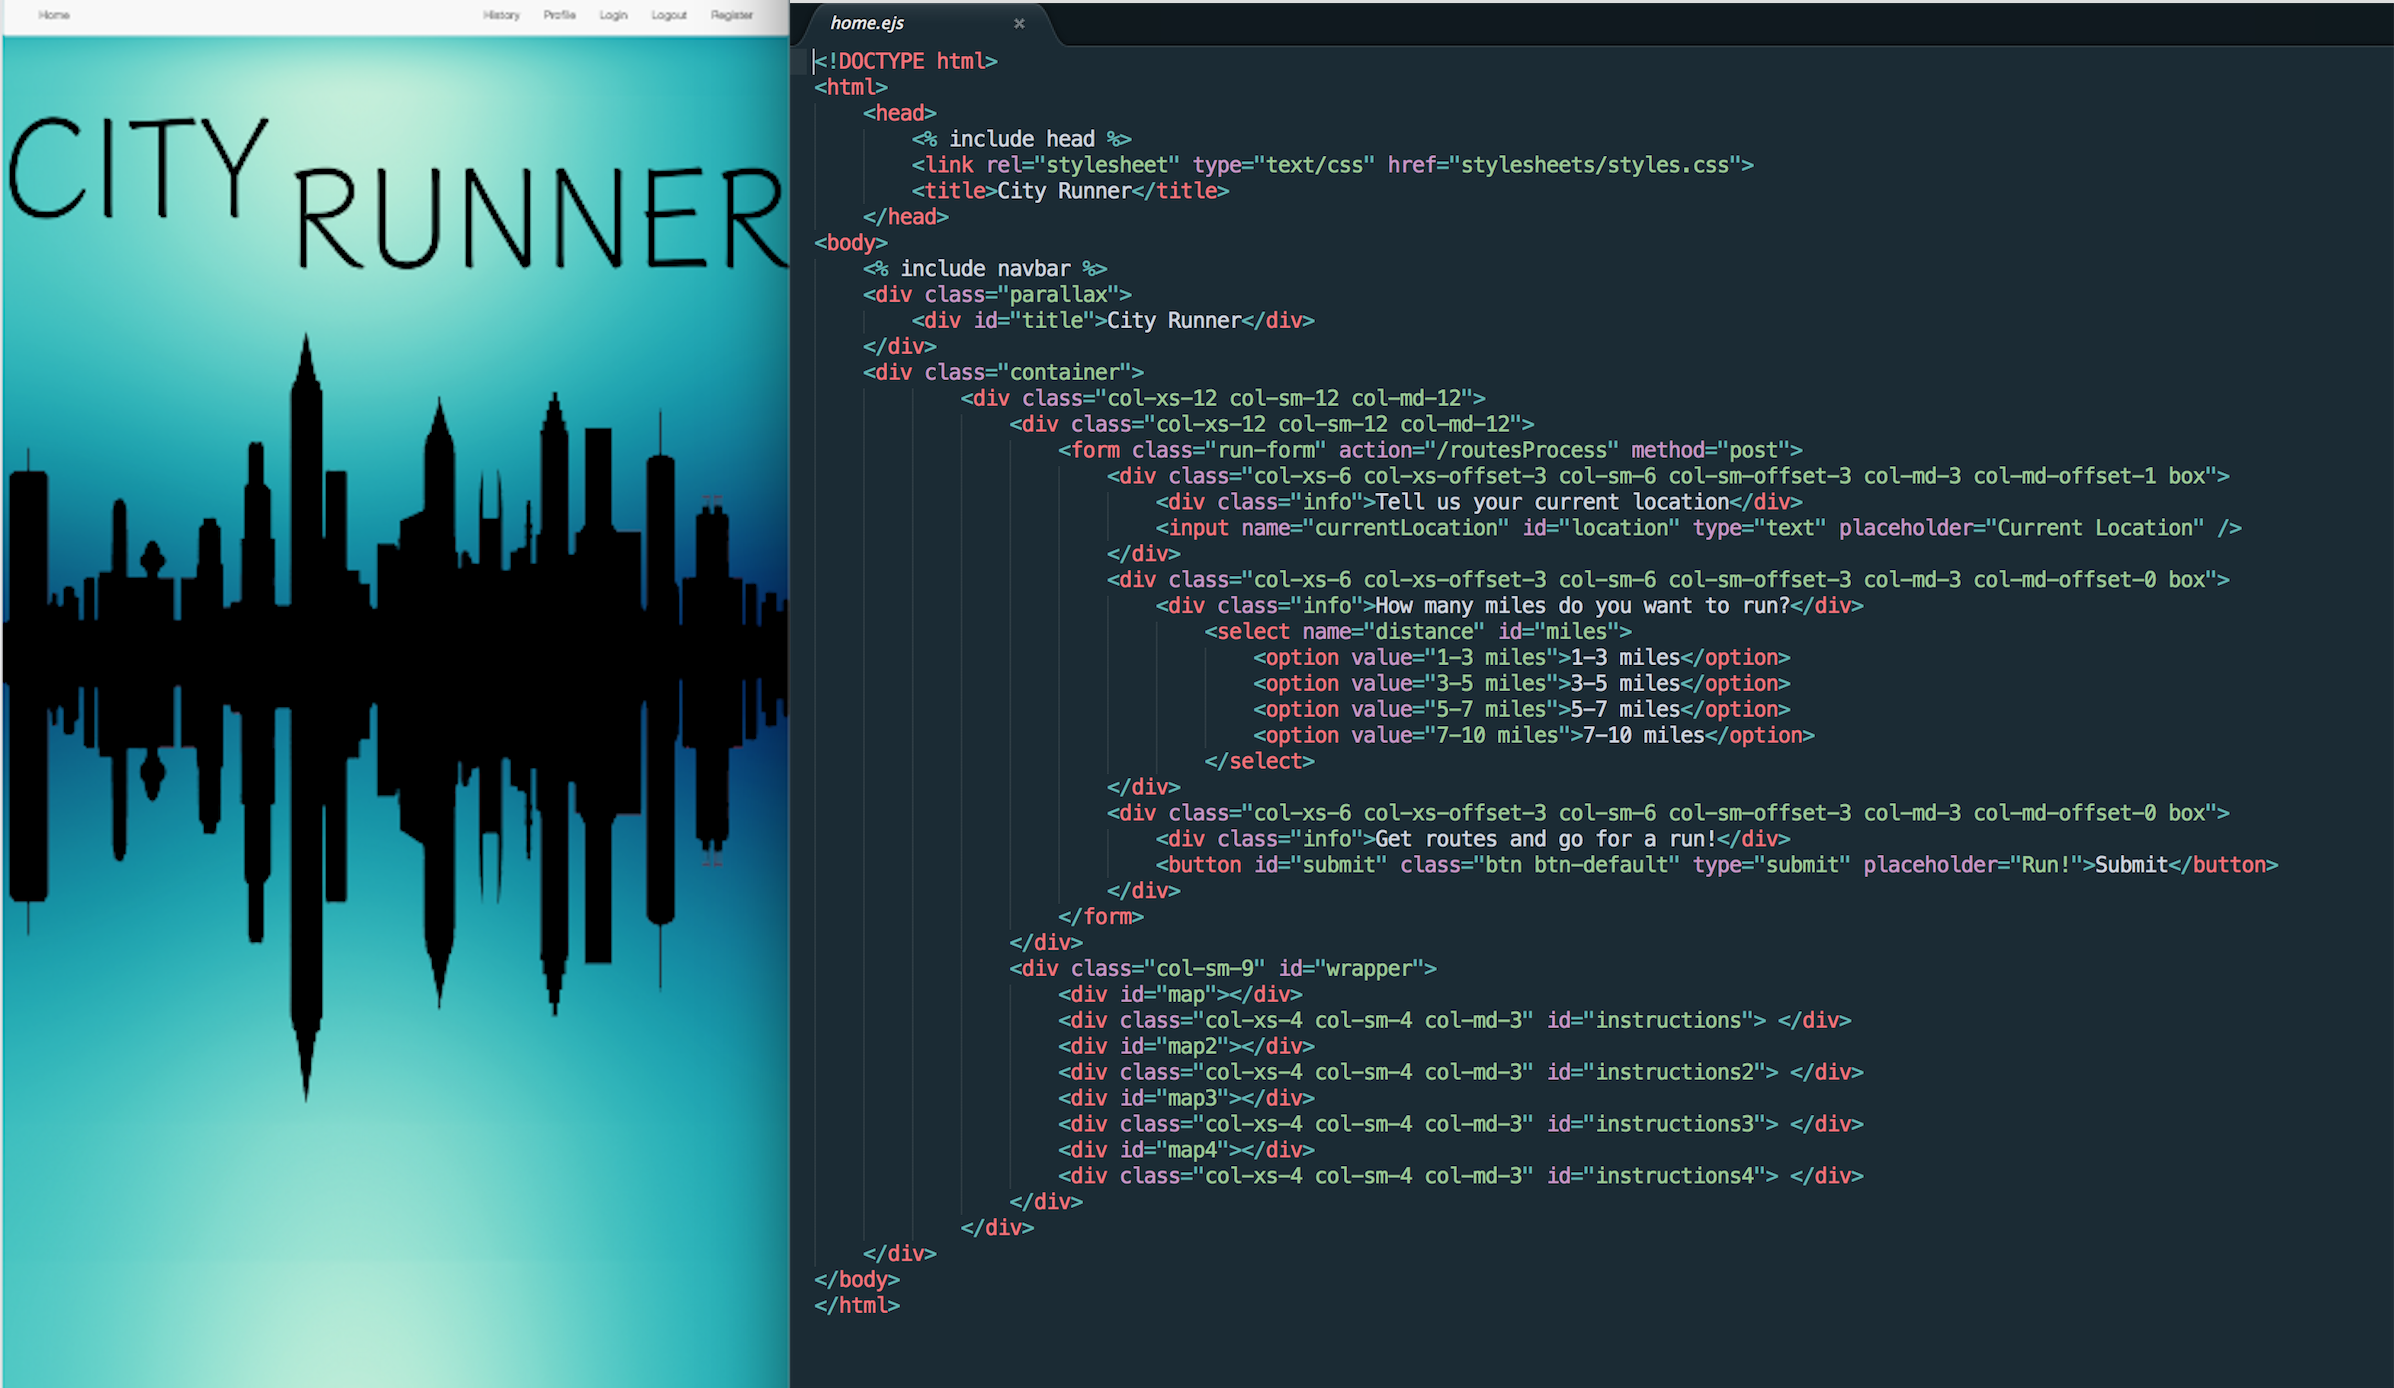 Home History Profile Login Logout Register
CITY RUNNER
home.ejs ×
<!DOCTYPE html>
<html>
<head>
<% include head %>
<link rel="stylesheet" type="text/css" href="stylesheets/styles.css">
<title>City Runner</title>
</head>
<body>
<% include navbar %>
<div class="parallax">
<div id="title">City Runner</div>
</div>
<div class="container">
<div class="col-xs-12 col-sm-12 col-md-12">
<div class="col-xs-12 col-sm-12 col-md-12">
<form class="run-form" action="/routesProcess" method="post">
<div class="col-xs-6 col-xs-offset-3 col-sm-6 col-sm-offset-3 col-md-3 col-md-offset-1 box">
<div class="info">Tell us your current location</div>
<input name="currentLocation" id="location" type="text" placeholder="Current Location" />
</div>
<div class="col-xs-6 col-xs-offset-3 col-sm-6 col-sm-offset-3 col-md-3 col-md-offset-0 box">
<div class="info">How many miles do you want to run?</div>
<select name="distance" id="miles">
<option value="1-3 miles">1-3 miles</option>
<option value="3-5 miles">3-5 miles</option>
<option value="5-7 miles">5-7 miles</option>
<option value="7-10 miles">7-10 miles</option>
</select>
</div>
<div class="col-xs-6 col-xs-offset-3 col-sm-6 col-sm-offset-3 col-md-3 col-md-offset-0 box">
<div class="info">Get routes and go for a run!</div>
<button id="submit" class="btn btn-default" type="submit" placeholder="Run!">Submit</button>
</div>
</form>
</div>
<div class="col-sm-9" id="wrapper">
<div id="map"></div>
<div class="col-xs-4 col-sm-4 col-md-3" id="instructions"> </div>
<div id="map2"></div>
<div class="col-xs-4 col-sm-4 col-md-3" id="instructions2"> </div>
<div id="map3"></div>
<div class="col-xs-4 col-sm-4 col-md-3" id="instructions3"> </div>
<div id="map4"></div>
<div class="col-xs-4 col-sm-4 col-md-3" id="instructions4"> </div>
</div>
</div>
</div>
</body>
</html>